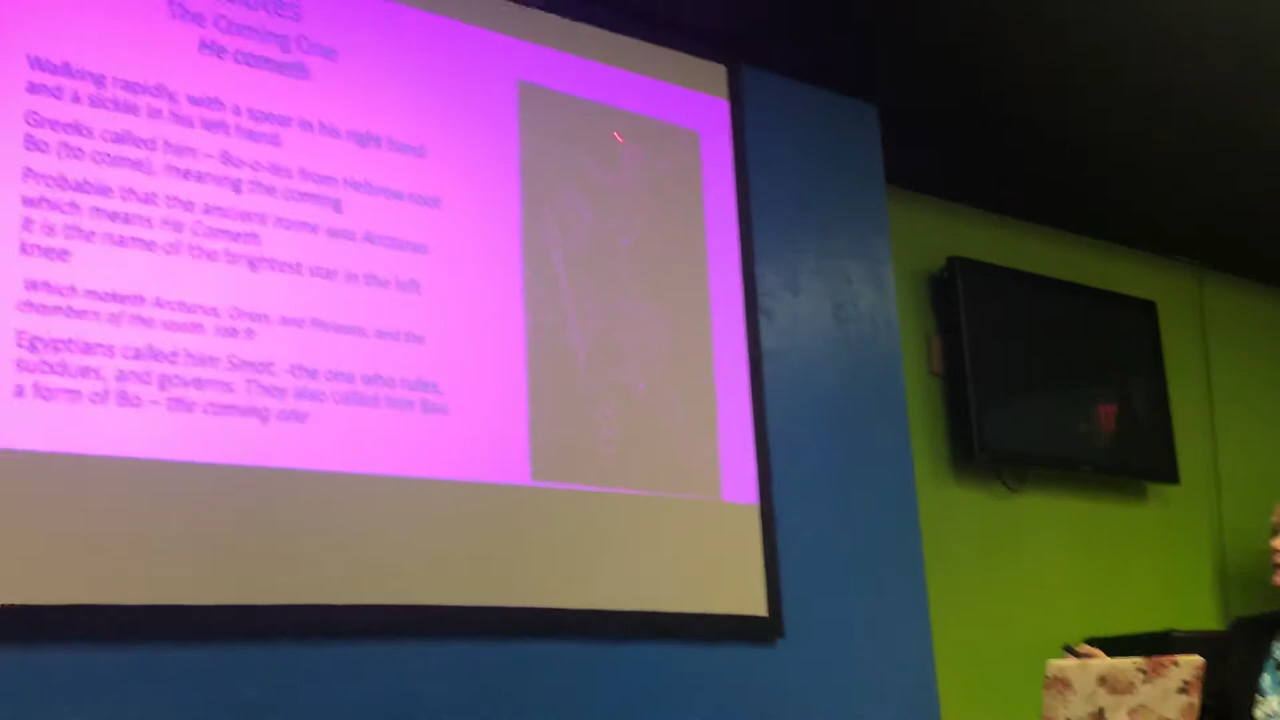 The Coming One
He cometh
Walking rapidly, with a spear in his right hand
and a sickle in his left hand.
Greeks called him – Bo-o-tes from Hebrew root
Bo (to come), meaning the coming
Probable that the ancient name was Arcturus
which means He Cometh
It is the name of the brightest star in the left
knee
Which maketh Arcturus, Orion, and Pleiades, and the
chambers of the south. Job 9
Egyptians called him Smat, -the one who rules,
subdues, and governs. They also called him Bau
a form of Bo – the coming one